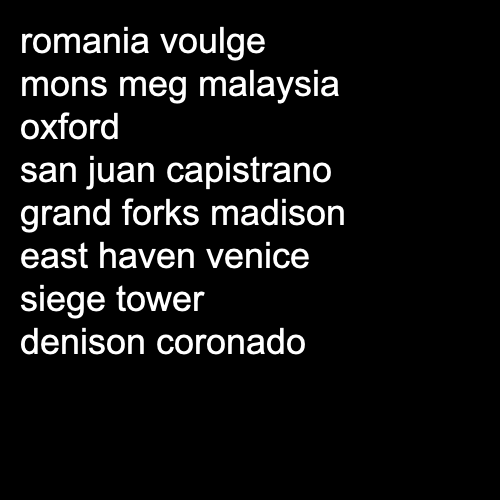 romania voulge
mons meg malaysia
oxford
san juan capistrano
grand forks madison
east haven venice
siege tower
denison coronado